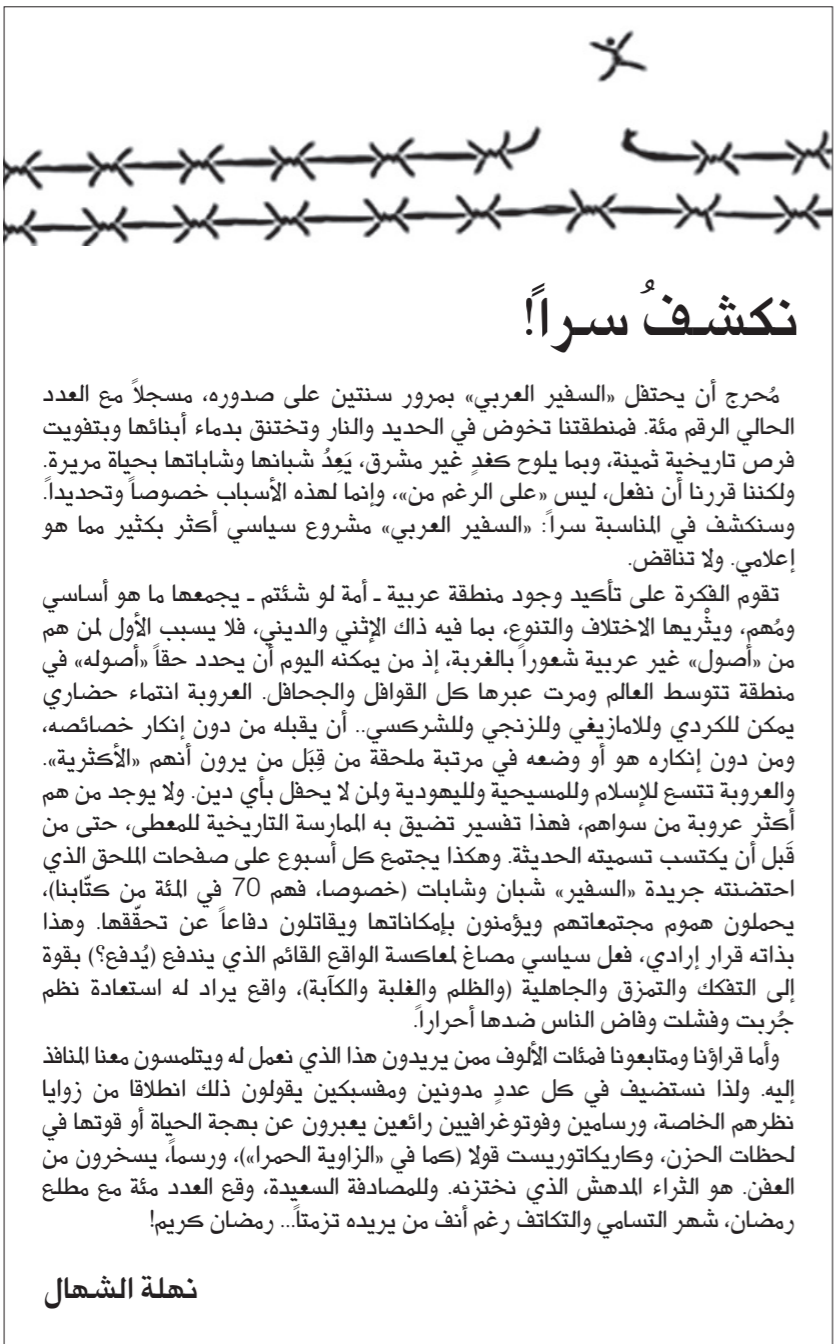 نكشفُ سراً!
مُحرج أن يحتفل «السفير العربي» بمرور سنتين على صدوره، مسجلاً مع العدد
الحالي الرقم مئة. فمنطقتنا تخوض في الحديد والنار وتختنق بدماء أبنائها وبتفويت
فرص تاريخية ثمينة، وبما يلوح كغدٍ غير مشرق، يَعِدُ شبانها وشاباتها بحياة مريرة.
ولكننا قررنا أن نفعل، ليس «على الرغم من»، وإنما لهذه الأسباب خصوصاً وتحديداً.
وسنكشف في المناسبة سراً: «السفير العربي» مشروع سياسي أكثر بكثير مما هو
إعلامي. ولا تناقض.
تقوم الفكرة على تأكيد وجود منطقة عربية ـ أمة لو شئتم ـ يجمعها ما هو أساسي
ومُهم، ويثْريها الاختلاف والتنوع، بما فيه ذاك الإثني والديني، فلا يسبب الأول لمن هم
من «أصول» غير عربية شعوراً بالغربة، إذ من يمكنه اليوم أن يحدد حقاً «أصوله» في
منطقة تتوسط العالم ومرت عبرها كل القوافل والجحافل. العروبة انتماء حضاري
يمكن للكردي وللامازيغي وللزنجي وللشركسي.. أن يقبله من دون إنكار خصائصه،
ومن دون إنكاره هو أو وضعه في مرتبة ملحقة من قِبَل من يرون أنهم «الأكثرية».
والعروبة تتسع للإسلام وللمسيحية ولليهودية ولمن لا يحفل بأي دين. ولا يوجد من هم
أكثر عروبة من سواهم، فهذا تفسير تضيق به الممارسة التاريخية للمعطى، حتى من
قَبل أن يكتسب تسميته الحديثة. وهكذا يجتمع كل أسبوع على صفحات الملحق الذي
احتضنته جريدة «السفير» شبان وشابات (خصوصا، فهم 70 في المئة من كتّابنا)،
يحملون هموم مجتمعاتهم ويؤمنون بإمكاناتها ويقاتلون دفاعاً عن تحقّقها. وهذا
بذاته قرار إرادي، فعل سياسي مصاغ لمعاكسة الواقع القائم الذي يندفع (يُدفع؟) بقوة
إلى التفكك والتمزق والجاهلية (والظلم والغلبة والكآبة)، واقع يراد له استعادة نظم
جُربت وفشلت وفاض الناس ضدها أحراراً.
وأما قراؤنا ومتابعونا فمئات الألوف ممن يريدون هذا الذي نعمل له ويتلمسون معنا المنافذ
إليه. ولذا نستضيف في كل عددٍ مدونين ومفسبكين يقولون ذلك انطلاقا من زوايا
نظرهم الخاصة، ورسامين وفوتوغرافيين رائعين يعبرون عن بهجة الحياة أو قوتها في
لحظات الحزن، وكاريكاتوريست قولا (كما في «الزاوية الحمرا»)، ورسماً، يسخرون من
العفن. هو الثراء المدهش الذي نختزنه. وللمصادفة السعيدة، وقع العدد مئة مع مطلع
رمضان، شهر التسامي والتكاتف رغم أنف من يريده تزمتاً... رمضان كريم!
نهلة الشهال